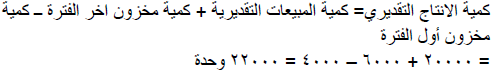 كمية الانتاج التقديري= كمية المبيعات التقديرية + كمية مخزون اخر الفترة – كمية
مخزون أول الفترة
= ٢٠٠٠٠ + ٦٠٠٠ – ٤٠٠٠ = ٢٢٠٠٠ وحدة